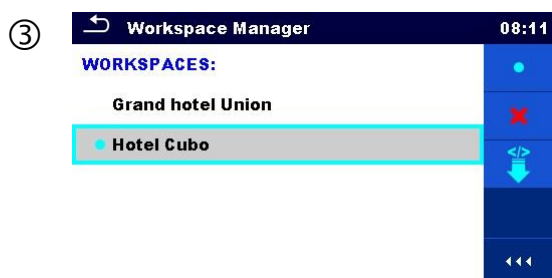 ③
Workspace Manager 08:11
WORKSPACES:
Grand hotel Union
Hotel Cubo